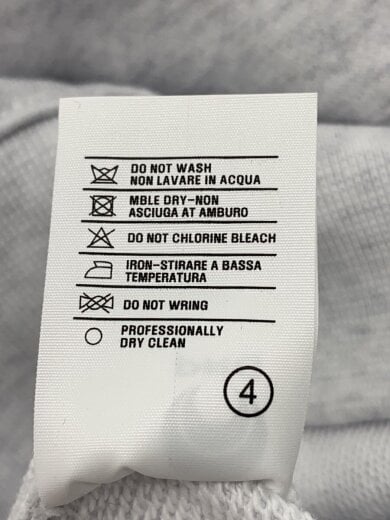 DO NOT WASH
NON LAVARE IN ACQUA
MBLE DRY-NON
ASCIUGA AT AMBURO
DO NOT CHLORINE BLEACH
IRON-STIRARE A BASSA
TEMPERATURA
DO NOT WRING
PROFESSIONALLY
DRY CLEAN
4